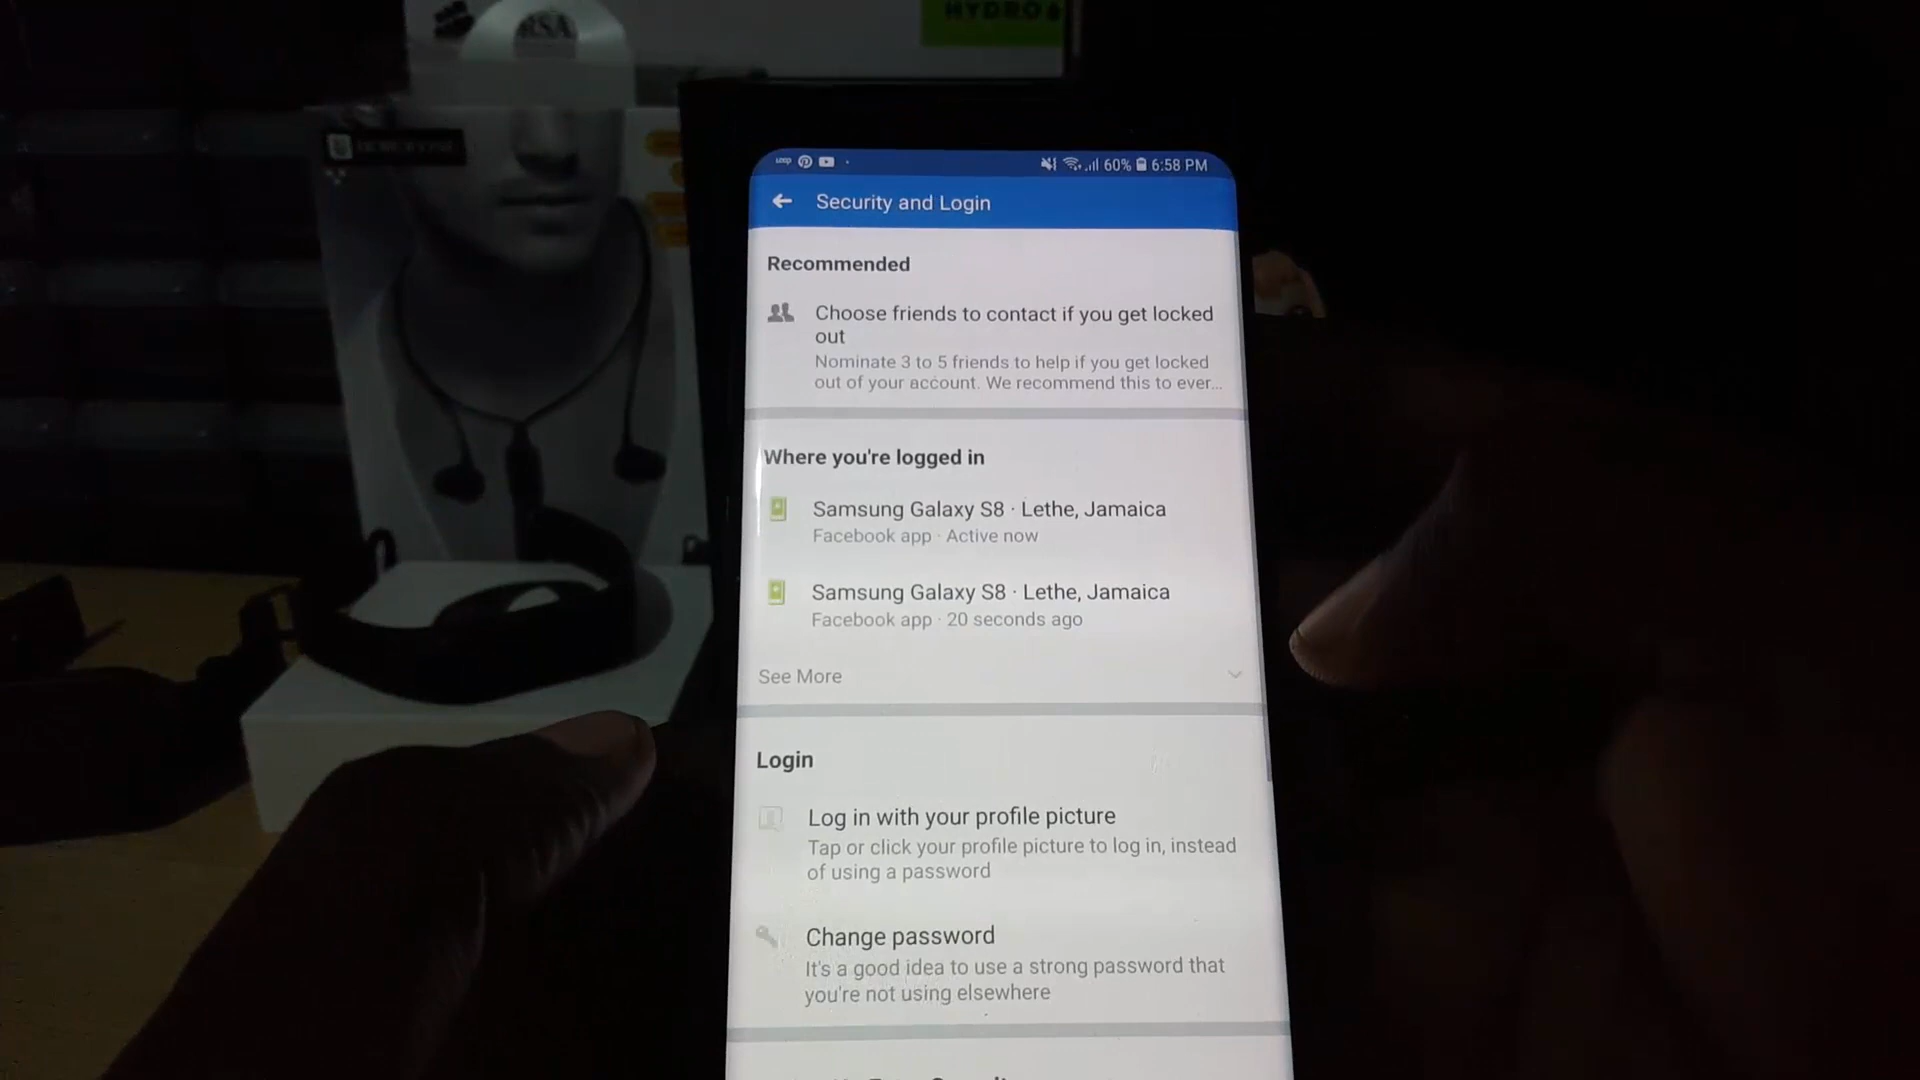 HYDRO
RSA
60% 6:58 PM
Security and Login
Recommended
Choose friends to contact if you get locked
out
Nominate 3 to 5 friends to help if you get locked
out of your account. We recommend this to ever...
Where you're logged in
Samsung Galaxy S8 · Lethe, Jamaica
Facebook app · Active now
Samsung Galaxy S8 · Lethe, Jamaica
Facebook app · 20 seconds ago
See More
Login
Log in with your profile picture
Tap or click your profile picture to log in, instead
of using a password
Change password
It's a good idea to use a strong password that
you're not using elsewhere